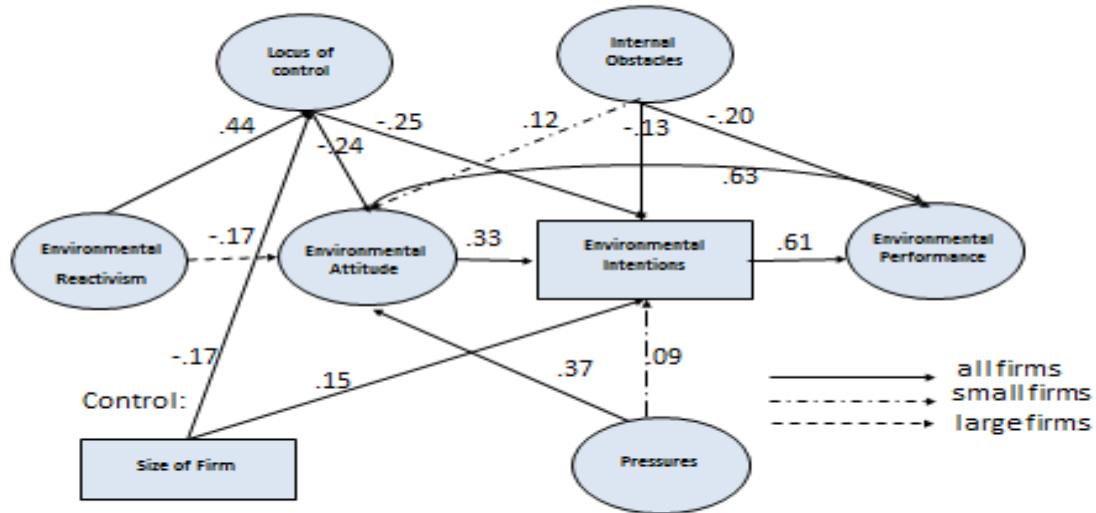 Locus of
control
Internal
Obstacles
.44
-.24
-.25
.12
-.13
-.20
.63
Environmental
Reactivism
-.17
Environmental
Attitude
.33
Environmental
Intentions
.61
Environmental
Performance
-.17
.15
.37
.09
Control:
Size of Firm
Pressures
all firms
small firms
large firms